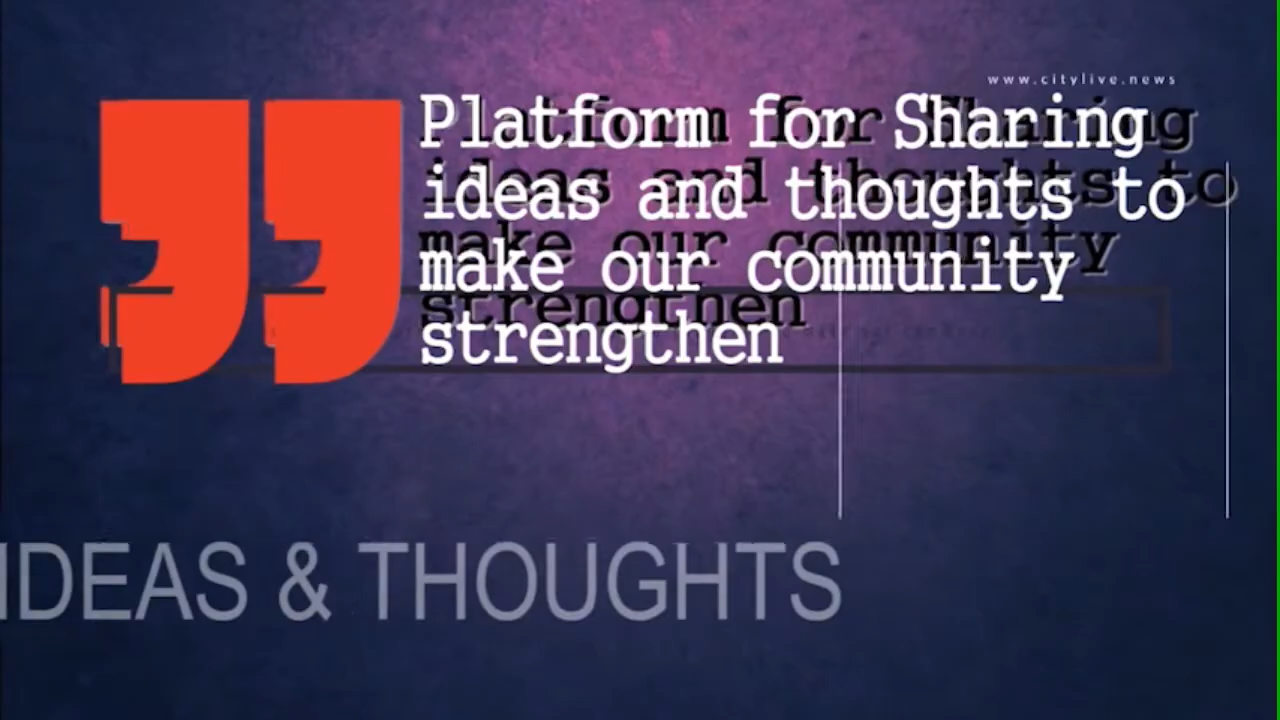 www.citylive.news
Platform for Sharing
ideas and thoughts to
make our community
strengthen
IDEAS & THOUGHTS